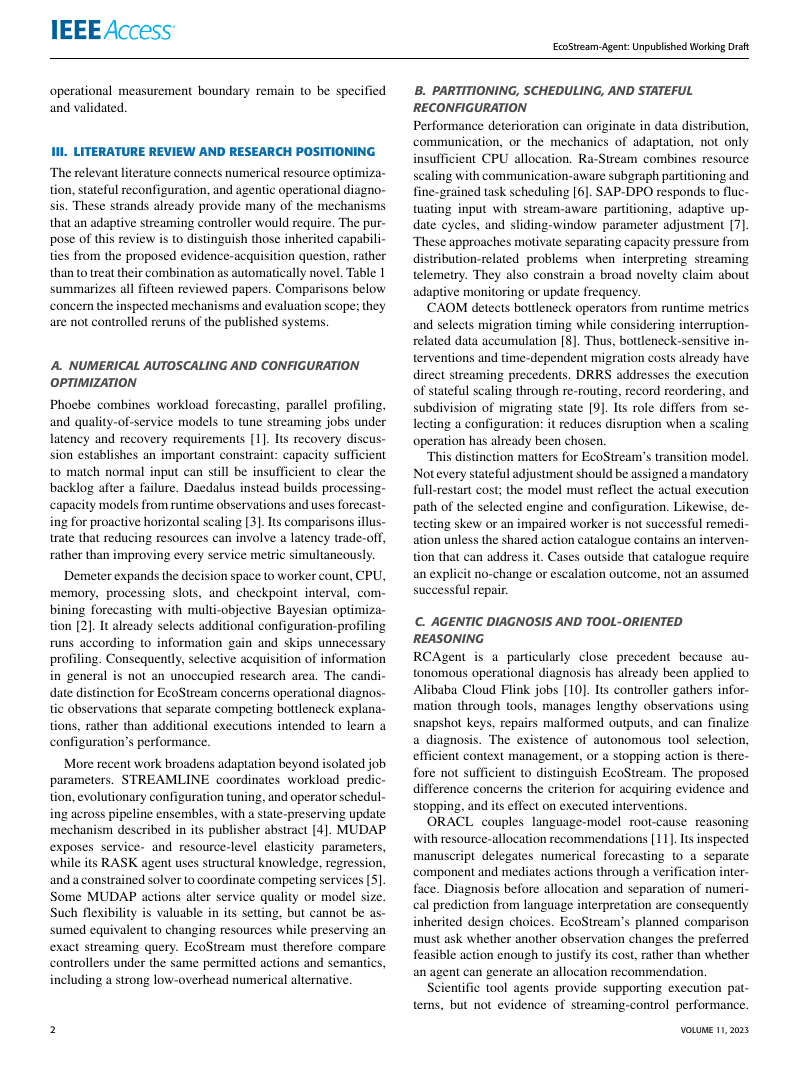 IEEE Access
EcoStream-Agent: Unpublished Working Draft
operational measurement boundary remain to be specified
and validated.
III. LITERATURE REVIEW AND RESEARCH POSITIONING
The relevant literature connects numerical resource optimiza-
tion, stateful reconfiguration, and agentic operational diagno-
sis. These strands already provide many of the mechanisms
that an adaptive streaming controller would require. The pur-
pose of this review is to distinguish those inherited capabili-
ties from the proposed evidence-acquisition question, rather
than to treat their combination as automatically novel. Table 1
summarizes all fifteen reviewed papers. Comparisons below
concern the inspected mechanisms and evaluation scope; they
are not controlled reruns of the published systems.
A. NUMERICAL AUTOSCALING AND CONFIGURATION
OPTIMIZATION
Phoebe combines workload forecasting, parallel profiling,
and quality-of-service models to tune streaming jobs under
latency and recovery requirements [1]. Its recovery discus-
sion establishes an important constraint: capacity sufficient
to match normal input can still be insufficient to clear the
backlog after a failure. Daedalus instead builds processing-
capacity models from runtime observations and uses forecast-
ing for proactive horizontal scaling [3]. Its comparisons illus-
trate that reducing resources can involve a latency trade-off,
rather than improving every service metric simultaneously.
Demeter expands the decision space to worker count, CPU,
memory, processing slots, and checkpoint interval, com-
bining forecasting with multi-objective Bayesian optimiza-
tion [2]. It already selects additional configuration-profiling
runs according to information gain and skips unnecessary
profiling. Consequently, selective acquisition of information
in general is not an unoccupied research area. The candi-
date distinction for EcoStream concerns operational diagnos-
tic observations that separate competing bottleneck explana-
tions, rather than additional executions intended to learn a
configuration's performance.
More recent work broadens adaptation beyond isolated job
parameters. STREAMLINE coordinates workload predic-
tion, evolutionary configuration tuning, and operator schedul-
ing across pipeline ensembles, with a state-preserving update
mechanism described in its publisher abstract [4]. MUDAP
exposes service- and resource-level elasticity parameters,
while its RASK agent uses structural knowledge, regression,
and a constrained solver to coordinate competing services [5].
Some MUDAP actions alter service quality or model size.
Such flexibility is valuable in its setting, but cannot be as-
sumed equivalent to changing resources while preserving an
exact streaming query. EcoStream must therefore compare
controllers under the same permitted actions and semantics,
including a strong low-overhead numerical alternative.
B. PARTITIONING, SCHEDULING, AND STATEFUL
RECONFIGURATION
Performance deterioration can originate in data distribution,
communication, or the mechanics of adaptation, not only
insufficient CPU allocation. Ra-Stream combines resource
scaling with communication-aware subgraph partitioning and
fine-grained task scheduling [6]. SAP-DPO responds to fluc-
tuating input with stream-aware partitioning, adaptive up-
date cycles, and sliding-window parameter adjustment [7].
These approaches motivate separating capacity pressure from
distribution-related problems when interpreting streaming
telemetry. They also constrain a broad novelty claim about
adaptive monitoring or update frequency.
CAOM detects bottleneck operators from runtime metrics
and selects migration timing while considering interruption-
related data accumulation [8]. Thus, bottleneck-sensitive in-
terventions and time-dependent migration costs already have
direct streaming precedents. DRRS addresses the execution
of stateful scaling through re-routing, record reordering, and
subdivision of migrating state [9]. Its role differs from se-
lecting a configuration: it reduces disruption when a scaling
operation has already been chosen.
This distinction matters for EcoStream's transition model.
Not every stateful adjustment should be assigned a mandatory
full-restart cost; the model must reflect the actual execution
path of the selected engine and configuration. Likewise, de-
tecting skew or an impaired worker is not successful remedi-
ation unless the shared action catalogue contains an interven-
tion that can address it. Cases outside that catalogue require
an explicit no-change or escalation outcome, not an assumed
successful repair.
C. AGENTIC DIAGNOSIS AND TOOL-ORIENTED
REASONING
RCAgent is a particularly close precedent because au-
tonomous operational diagnosis has already been applied to
Alibaba Cloud Flink jobs [10]. Its controller gathers infor-
mation through tools, manages lengthy observations using
snapshot keys, repairs malformed outputs, and can finalize
a diagnosis. The existence of autonomous tool selection,
efficient context management, or a stopping action is there-
fore not sufficient to distinguish EcoStream. The proposed
difference concerns the criterion for acquiring evidence and
stopping, and its effect on executed interventions.
ORACL couples language-model root-cause reasoning
with resource-allocation recommendations [11]. Its inspected
manuscript delegates numerical forecasting to a separate
component and mediates actions through a verification inter-
face. Diagnosis before allocation and separation of numeri-
cal prediction from language interpretation are consequently
inherited design choices. EcoStream's planned comparison
must ask whether another observation changes the preferred
feasible action enough to justify its cost, rather than whether
an agent can generate an allocation recommendation.
Scientific tool agents provide supporting execution pat-
terns, but not evidence of streaming-control performance.
2
VOLUME 11, 2023